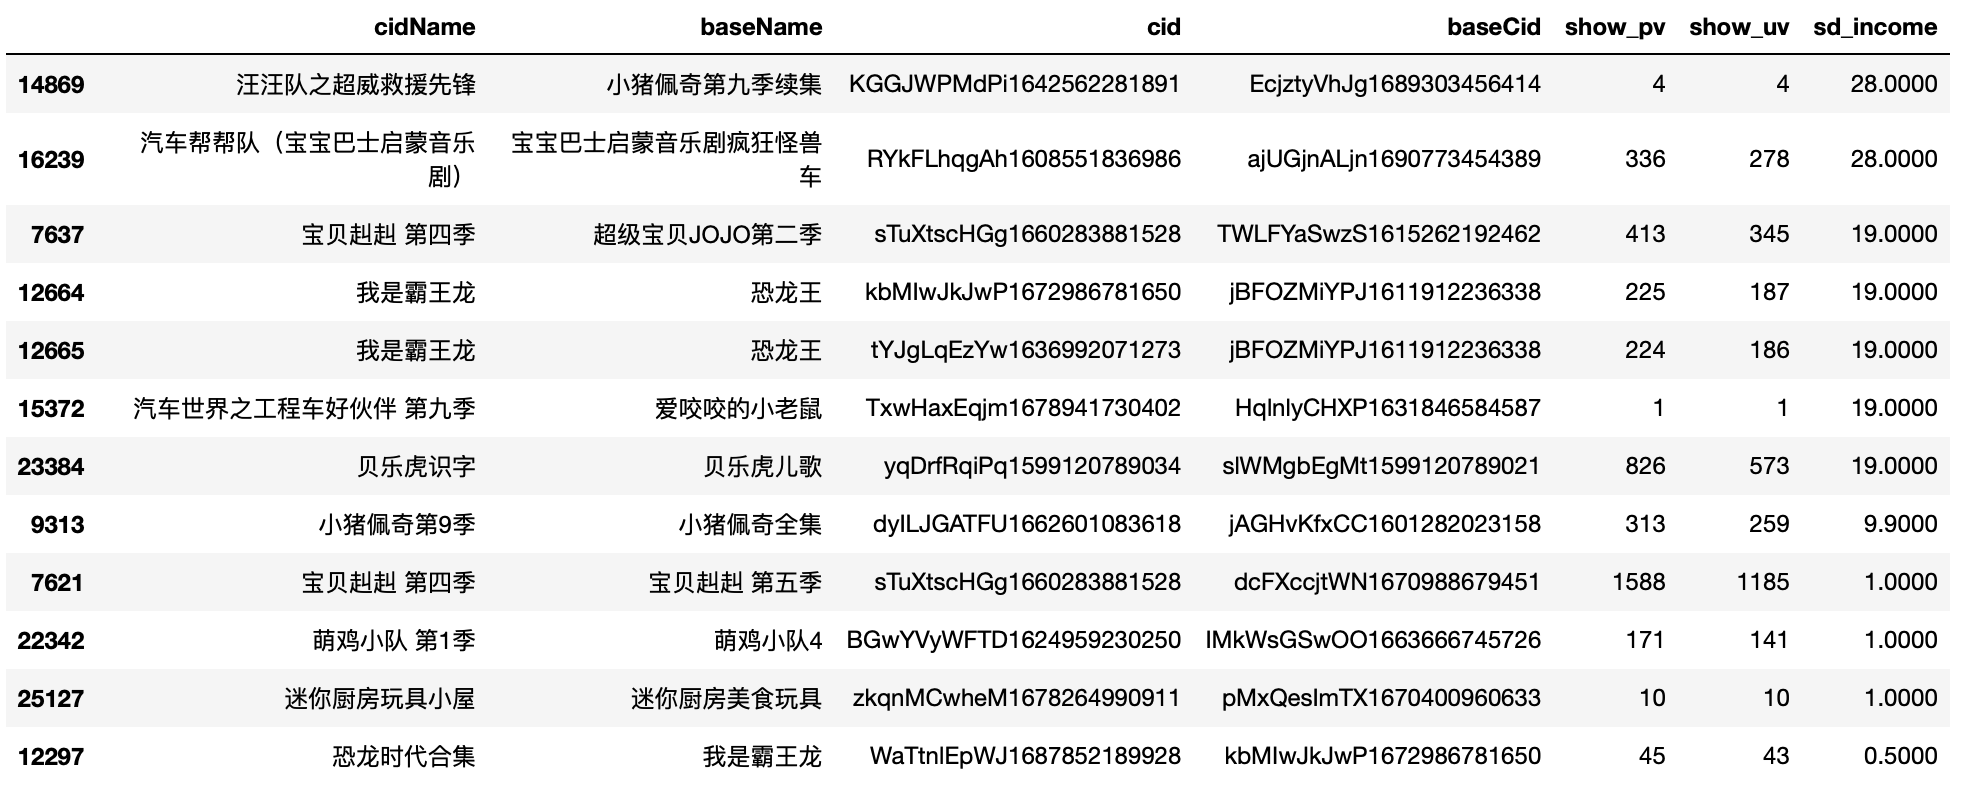 cidName baseName cid baseCid show_pv show_uv sd_income
14869 汪汪队之超威救援先锋 小猪佩奇第九季续集 KGGJWPMdPi1642562281891 EcjztyVhJg1689303456414 4 4 28.0000
16239 汽车帮帮队（宝宝巴士启蒙音乐剧） 宝宝巴士启蒙音乐剧疯狂怪兽车 RYkFLhqgAh1608551836986 ajUGjnALjn1690773454389 336 278 28.0000
7637 宝贝赳赳 第四季 超级宝贝JOJO第二季 sTuXtscHGg1660283881528 TWLFYaSwzS1615262192462 413 345 19.0000
12664 我是霸王龙 恐龙王 kbMIwJkJwP1672986781650 jBFOZMiYPJ1611912236338 225 187 19.0000
12665 我是霸王龙 恐龙王 tYJgLqEzYw1636992071273 jBFOZMiYPJ1611912236338 224 186 19.0000
15372 汽车世界之工程车好伙伴 第九季 爱咬咬的小老鼠 TxwHaxEqjm1678941730402 HqlnlyCHXP1631846584587 1 1 19.0000
23384 贝乐虎识字 贝乐虎儿歌 yqDrfRqiPq1599120789034 slWMgbEgMt1599120789021 826 573 19.0000
9313 小猪佩奇第9季 小猪佩奇全集 dyILJGATFU1662601083618 jAGHvKfxCC1601282023158 313 259 9.9000
7621 宝贝赳赳 第四季 宝贝赳赳 第五季 sTuXtscHGg1660283881528 dcFXccjtWN1670988679451 1588 1185 1.0000
22342 萌鸡小队 第1季 萌鸡小队4 BGwYVyWFTD1624959230250 IMkWsGSwOO1663666745726 171 141 1.0000
25127 迷你厨房玩具小屋 迷你厨房美食玩具 zkqnMCwheM1678264990911 pMxQesImTX1670400960633 10 10 1.0000
12297 恐龙时代合集 我是霸王龙 WaTtnlEpWJ1687852189928 kbMIwJkJwP1672986781650 45 43 0.5000